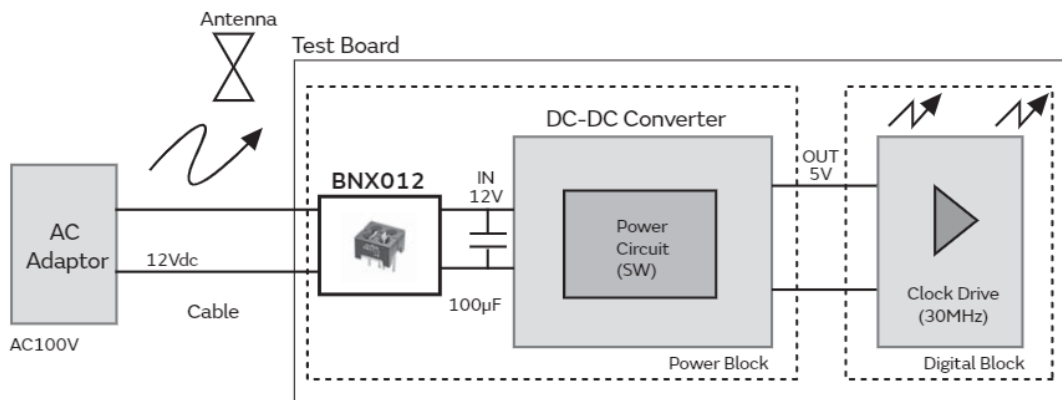 Antenna
Test Board
DC-DC Converter
BNX012
IN
12V
OUT
5V
AC
Adaptor
12Vdc
Cable
100μF
Power
Circuit
(SW)
Clock Drive
(30MHz)
AC100V
Power Block
Digital Block